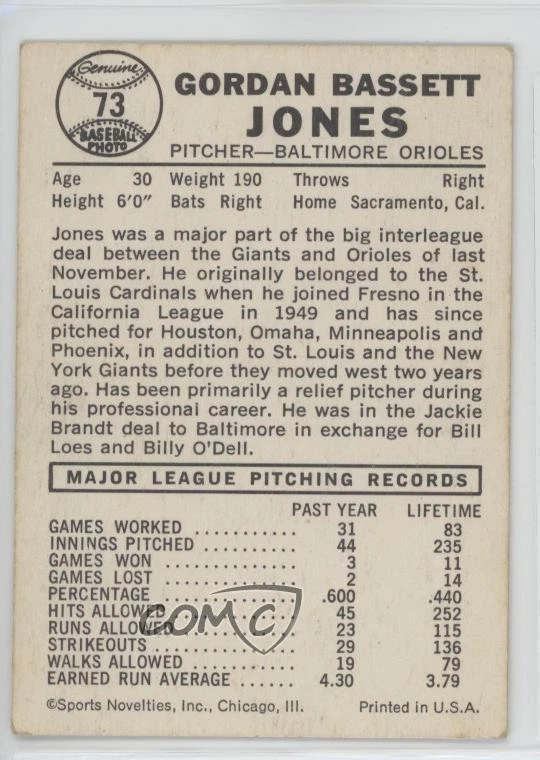 Genuine
73
BASEBALL
PHOTO
GORDAN BASSETT
JONES
PITCHER—BALTIMORE ORIOLES
Age 30 Weight 190 Throws Right
Height 6'0" Bats Right Home Sacramento, Cal.
Jones was a major part of the big interleague
deal between the Giants and Orioles of last
November. He originally belonged to the St.
Louis Cardinals when he joined Fresno in the
California League in 1949 and has since
pitched for Houston, Omaha, Minneapolis and
Phoenix, in addition to St. Louis and the New
York Giants before they moved west two years
ago. Has been primarily a relief pitcher during
his professional career. He was in the Jackie
Brandt deal to Baltimore in exchange for Bill
Loes and Billy O'Dell.
MAJOR LEAGUE PITCHING RECORDS
PAST YEAR LIFETIME
GAMES WORKED .......... 31 83
INNINGS PITCHED ......... 44 235
GAMES WON ............. 3 11
GAMES LOST ............. 2 14
PERCENTAGE ............. .600 .440
HITS ALLOWED ........... 45 252
RUNS ALLOWED .......... 23 115
STRIKEOUTS ............. 29 136
WALKS ALLOWED ......... 19 79
EARNED RUN AVERAGE ...... 4.30 3.79
©Sports Novelties, Inc., Chicago, Ill. Printed in U.S.A.
COMC